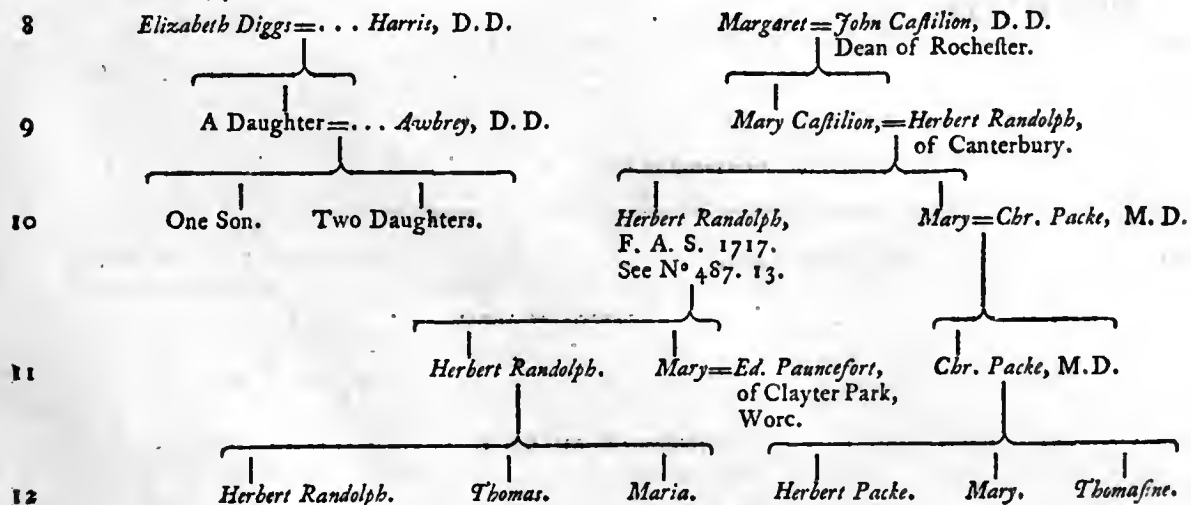 8 Elizabeth Diggs=... Harris, D. D. Margaret=John Caſtilion, D. D.
Dean of Rocheſter.
9 A Daughter=... Awbrey, D. D. Mary Caſtilion,=Herbert Randolph,
of Canterbury.
10 One Son. Two Daughters. Herbert Randolph, Mary=Chr. Packe, M. D.
F. A. S. 1717.
See Nº 487. 13.
11 Herbert Randolph. Mary=Ed. Pauncefort, Chr. Packe, M.D.
of Clayter Park,
Worc.
12 Herbert Randolph. Thomas. Maria. Herbert Packe. Mary. Thomaſine.